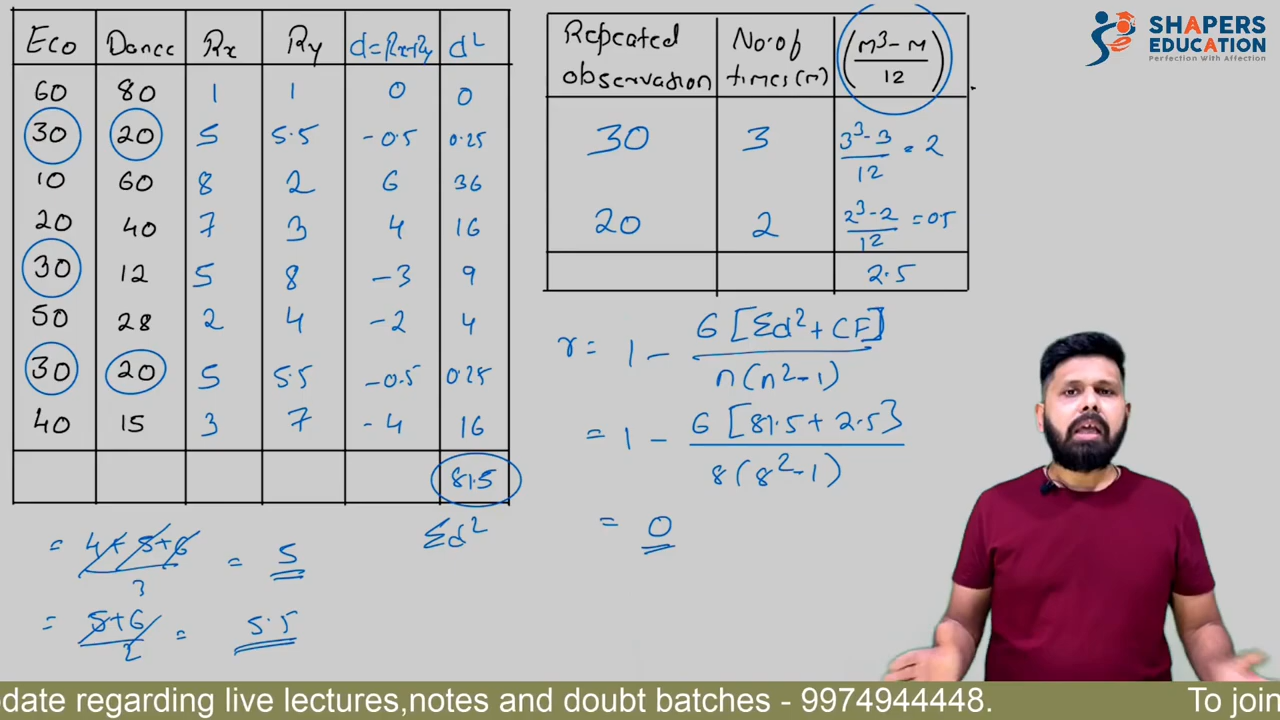 Eco Dance Rx Ry d=Rx-Ry d²
60 80 1 1 0 0
30 20 5 5.5 -0.5 0.25
10 60 8 2 6 36
20 40 7 3 4 16
30 12 5 8 -3 9
50 28 2 4 -2 4
30 20 5 5.5 -0.5 0.25
40 15 3 7 -4 16
81.5
Σd²
= (4+5+6)/3 = 5
= (5+6)/2 = 5.5
Repeated observation No. of times (m) (m³-m)/12
30 3 (3³-3)/12 = 2
20 2 (2³-2)/12 = 0.5
2.5
r = 1 - 6[Σd²+CF]/n(n²-1)
= 1 - 6[81.5+2.5]/8(8²-1)
= 0
SHAPERS
EDUCATION
Perfection With Affection
date regarding live lectures,notes and doubt batches - 9974944448. To join